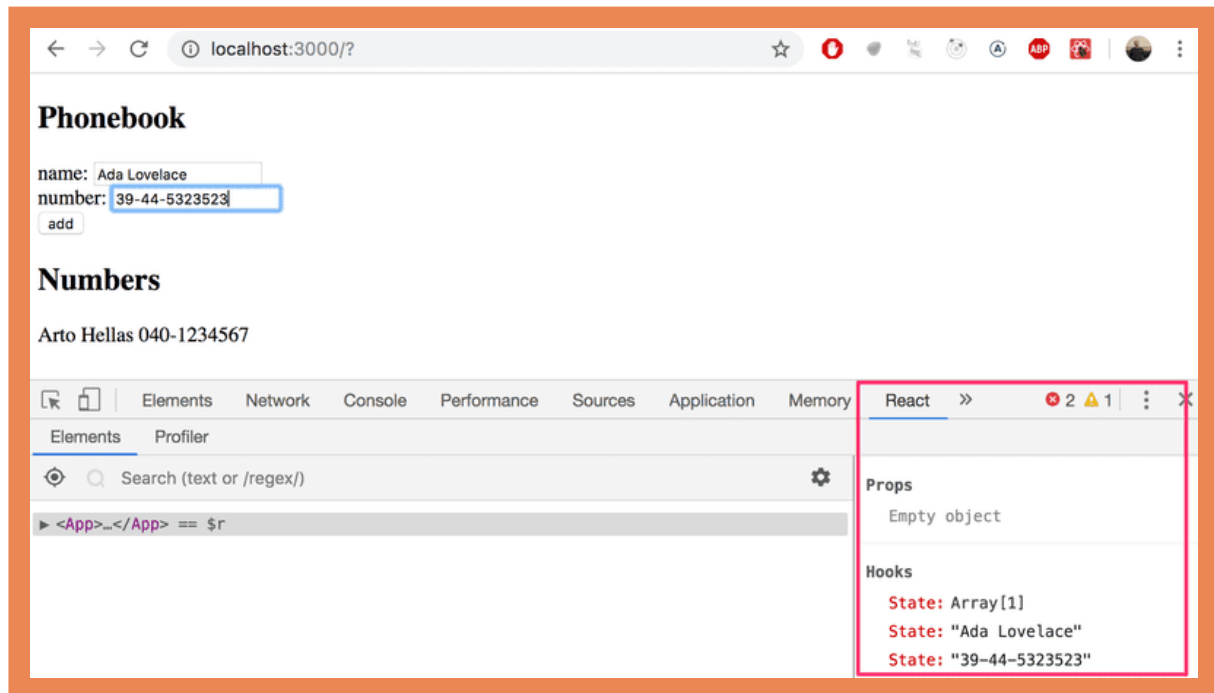 localhost:3000/?
ABP
Phonebook
name: Ada Lovelace
number: 39-44-5323523
add
Numbers
Arto Hellas 040-1234567
Elements Network Console Performance Sources Application Memory React » 2 1
Elements Profiler
Search (text or /regex/)
▶ <App>…</App> == $r
Props
Empty object
Hooks
State: Array[1]
State: "Ada Lovelace"
State: "39-44-5323523"